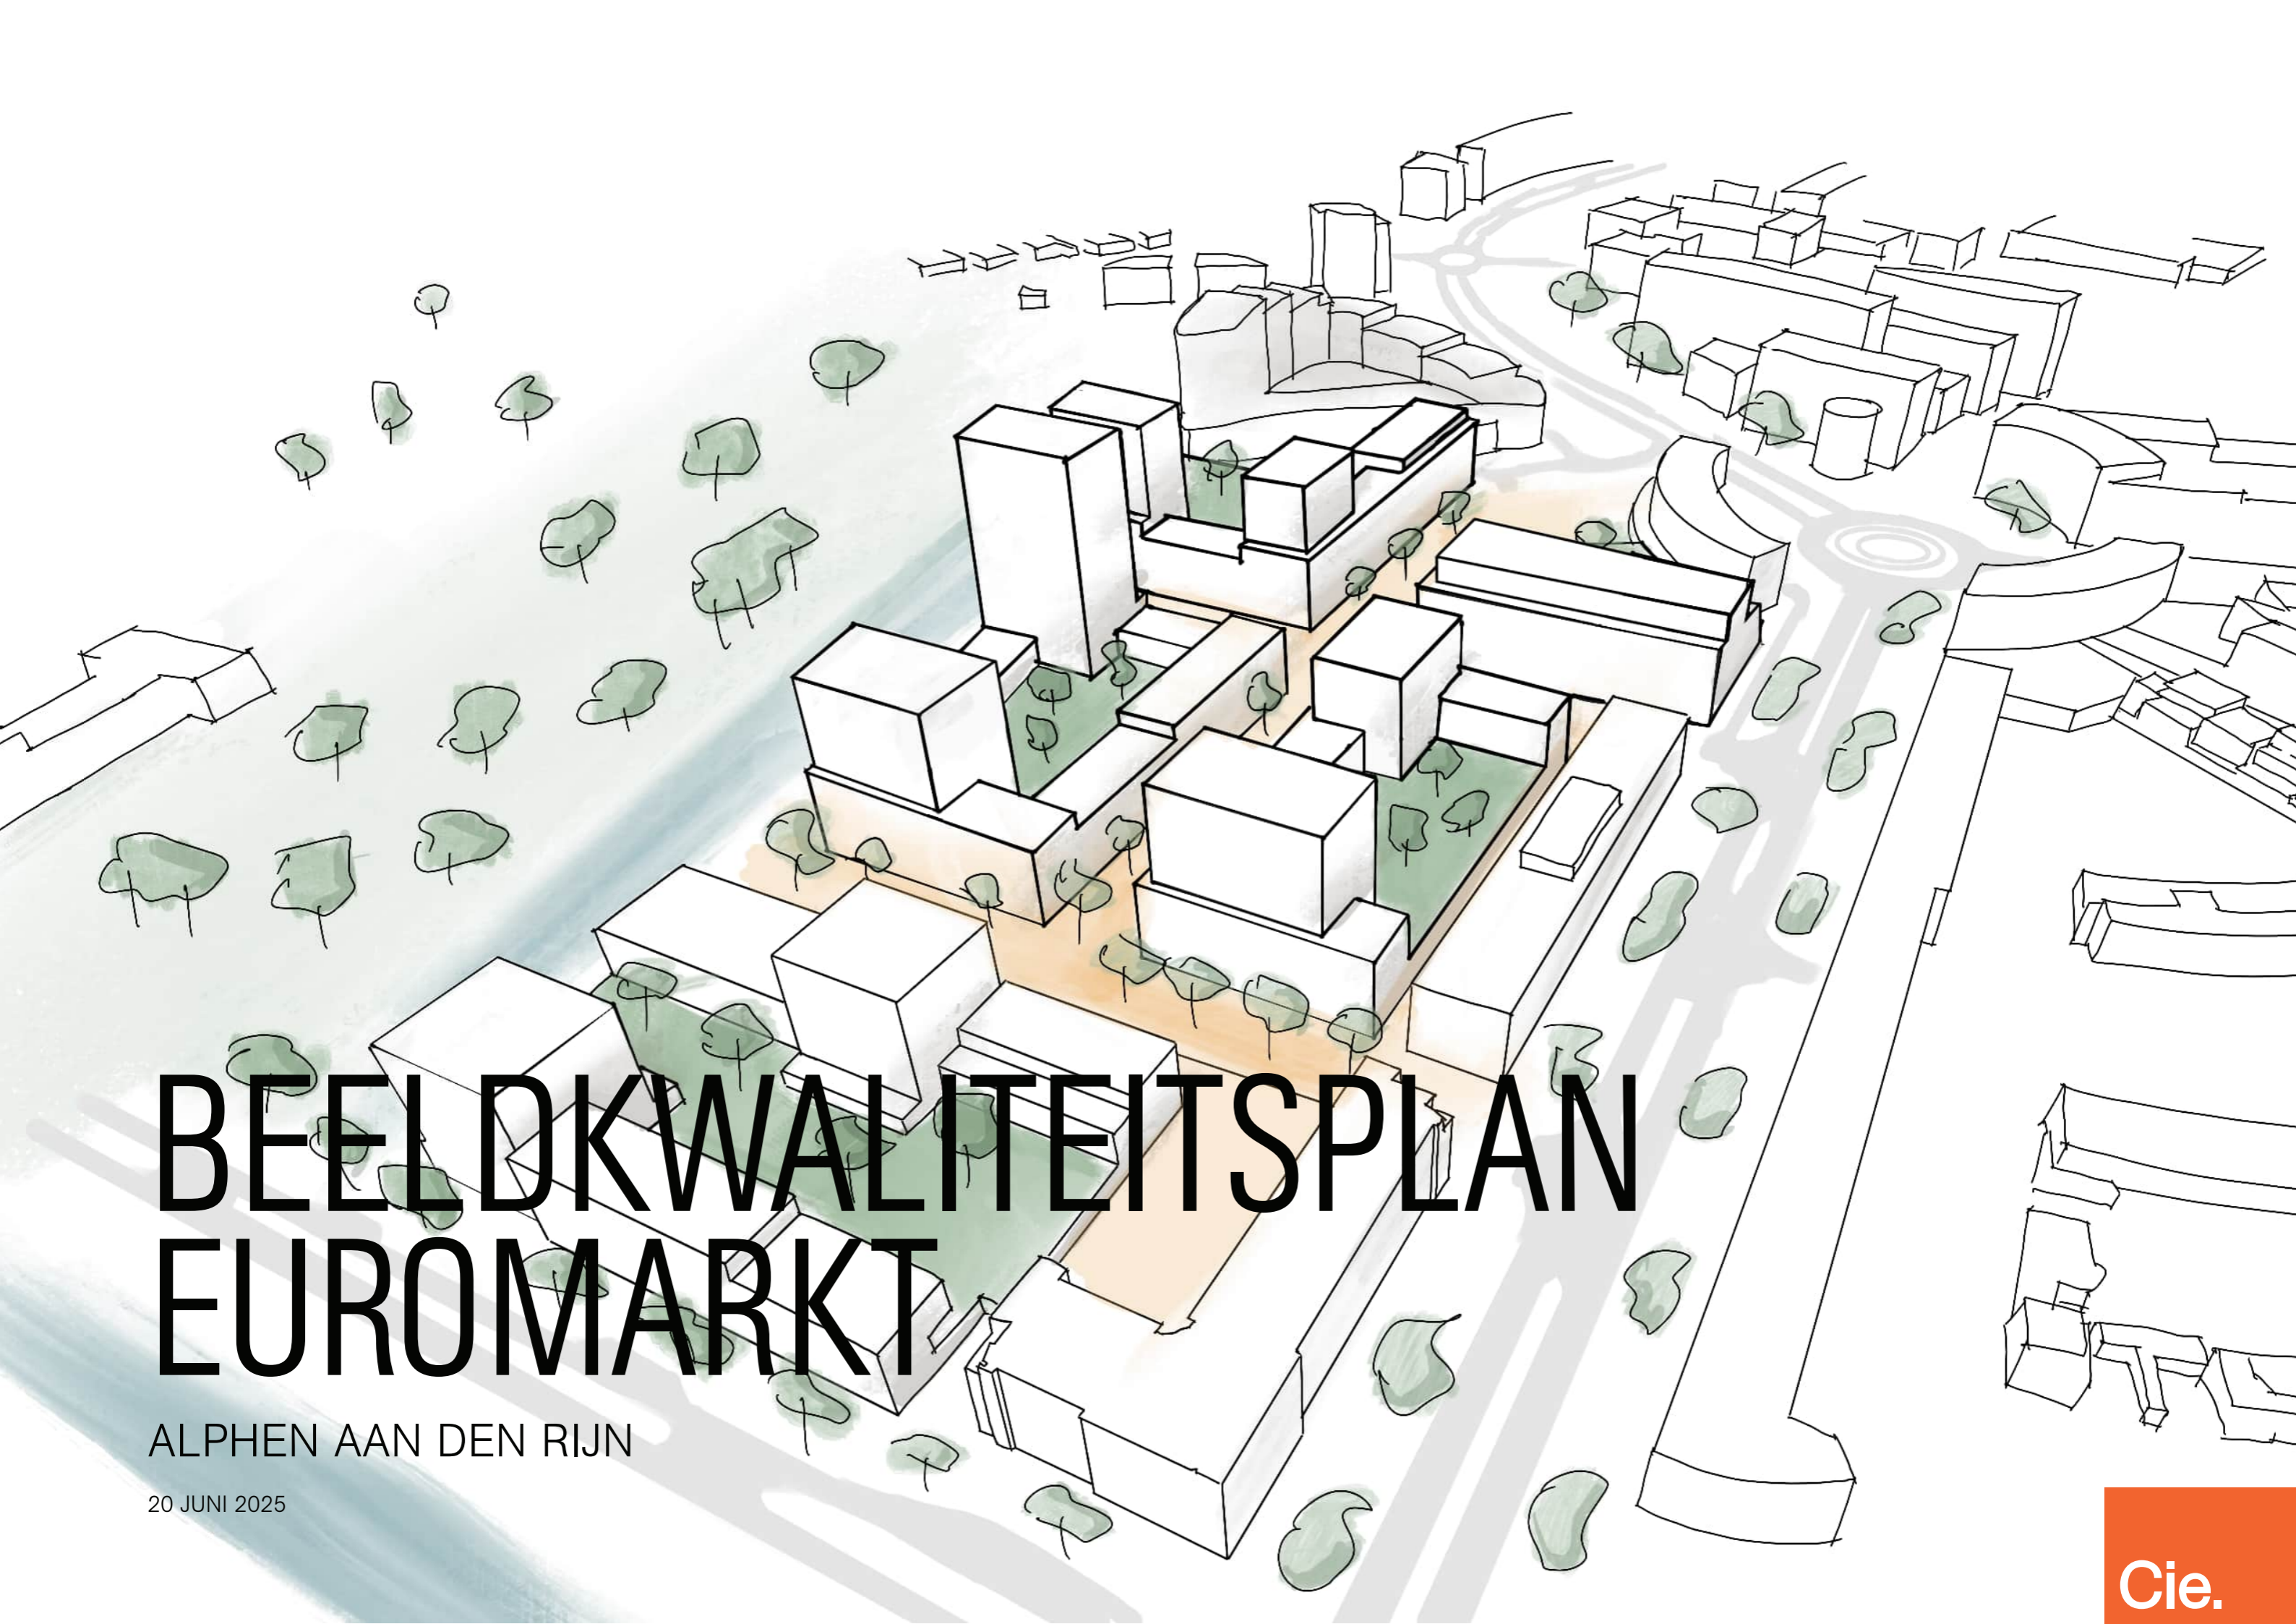 BEELDKWALITEITSPLAN
EUROMARKT
ALPHEN AAN DEN RIJN
20 JUNI 2025
Cie.